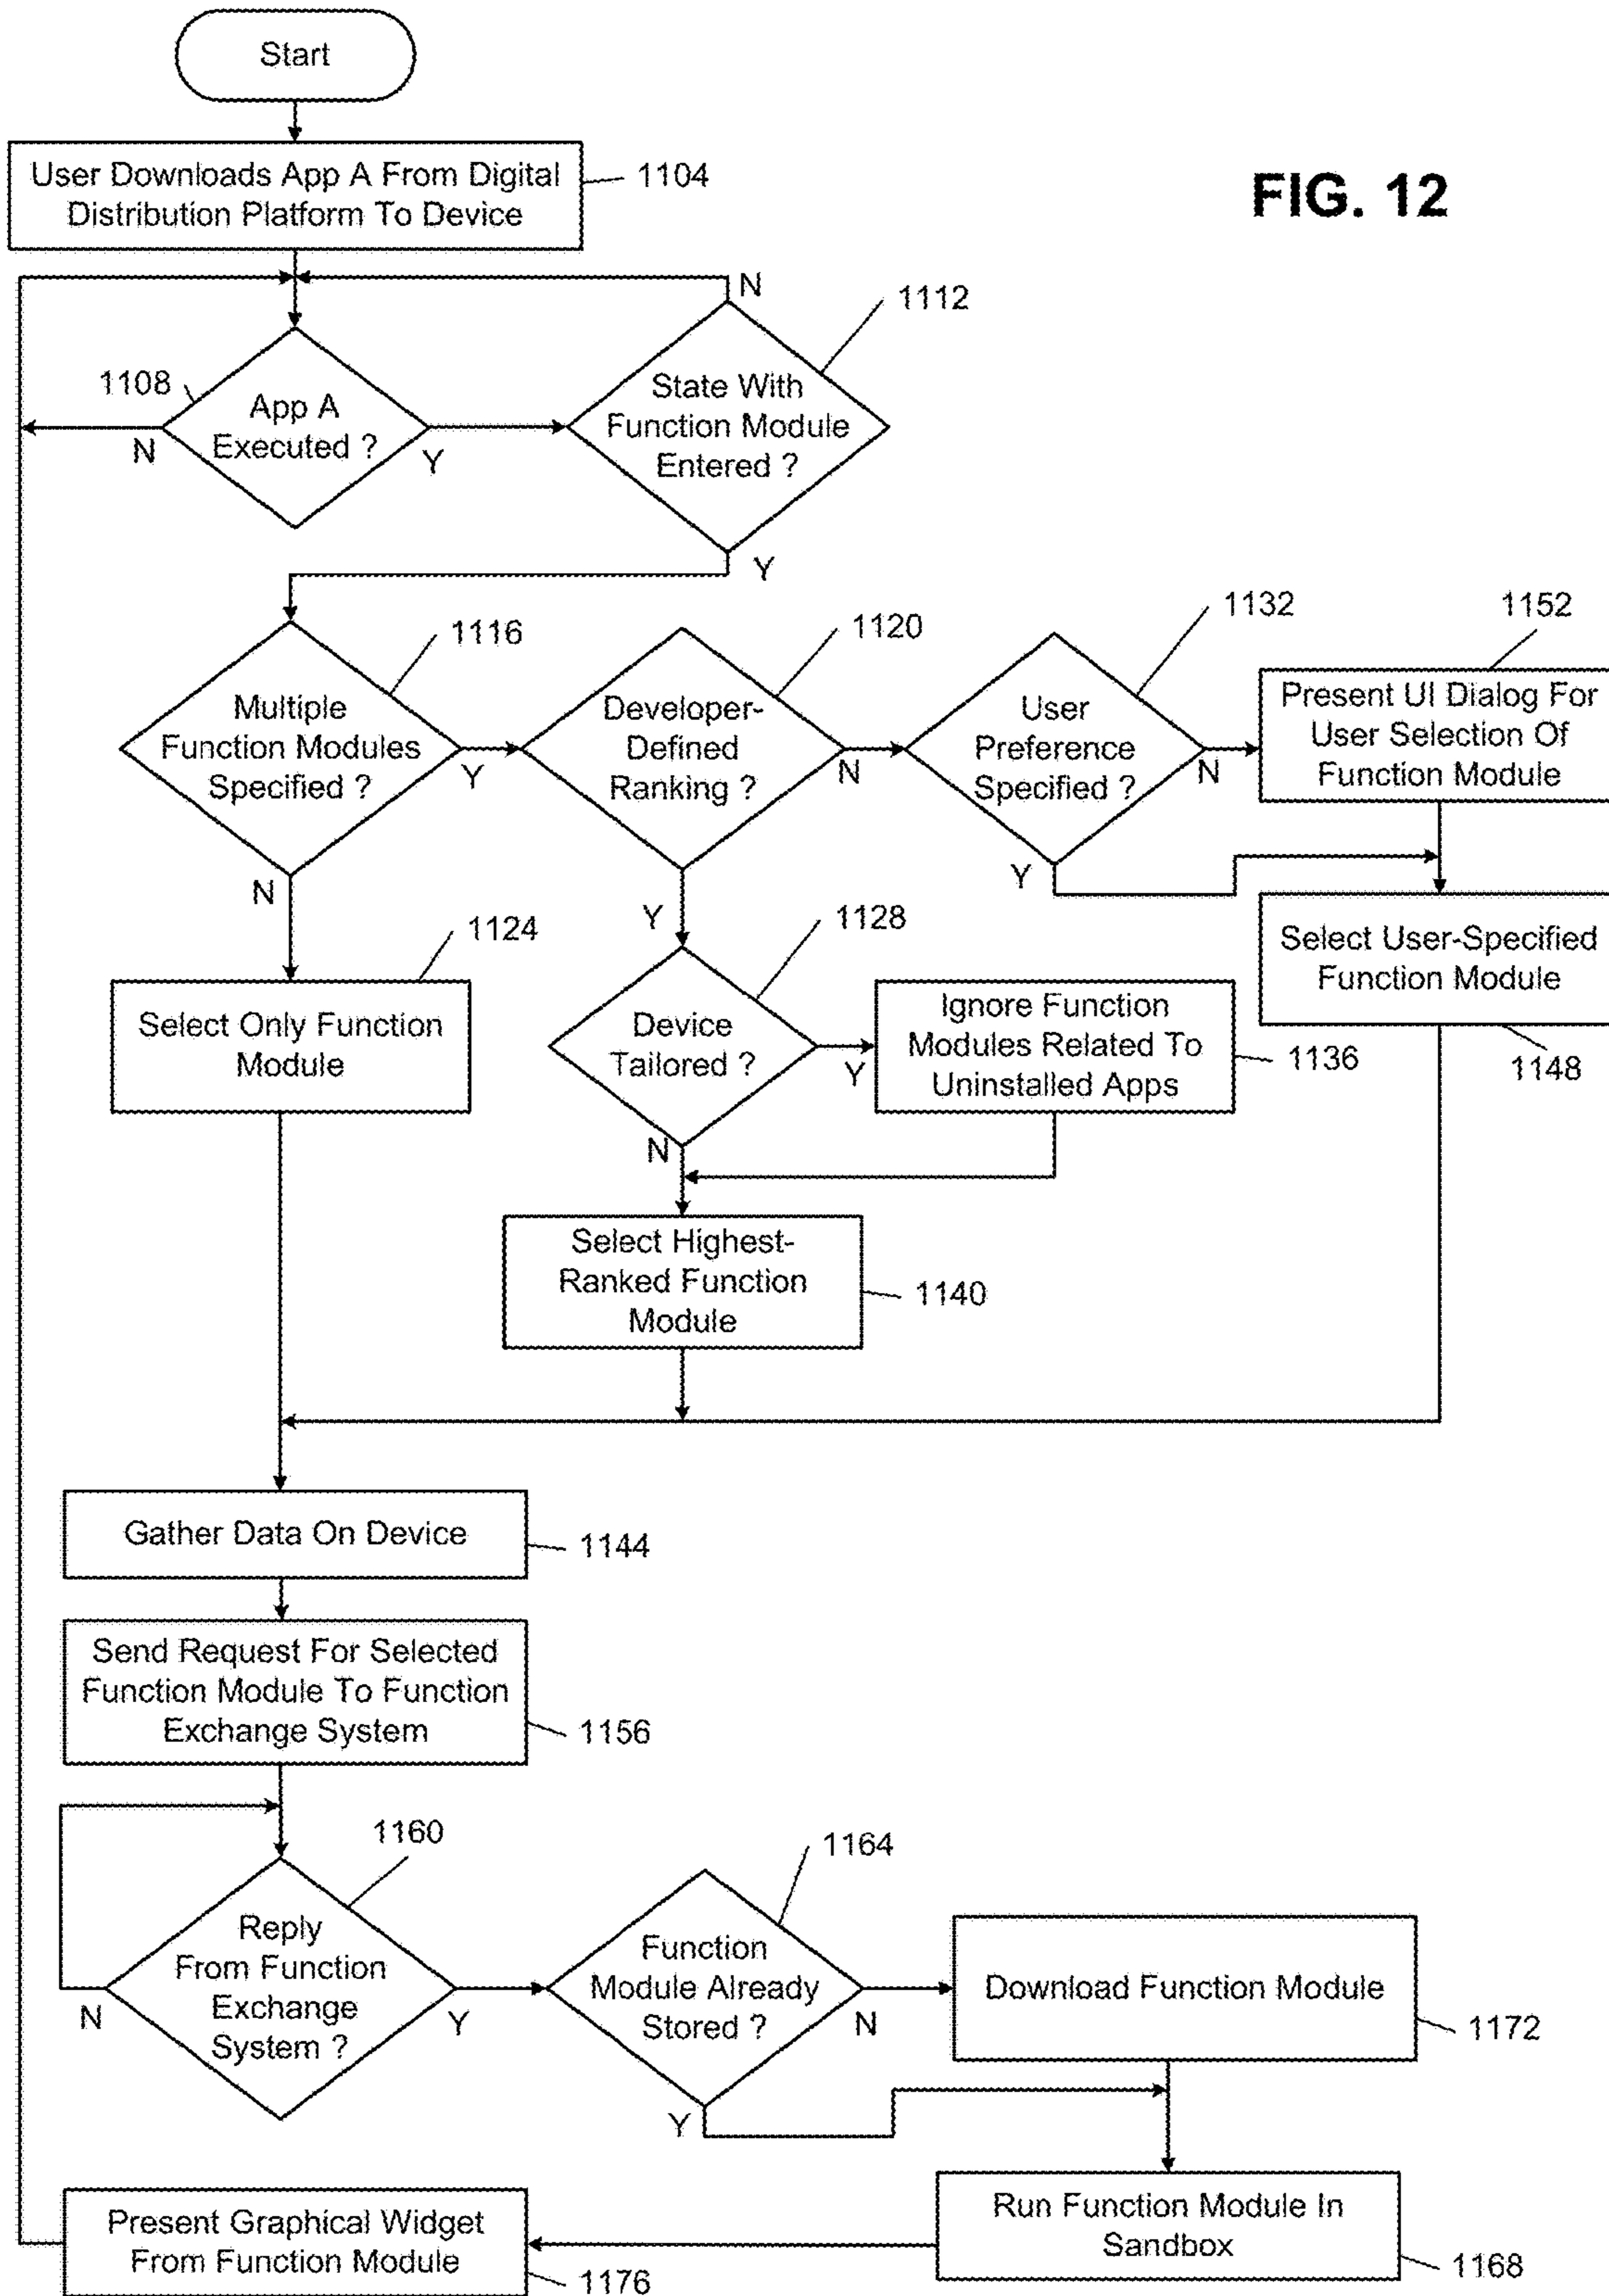 Start
User Downloads App A From Digital
Distribution Platform To Device
1104
FIG. 12
N
1112
1108
App A
Executed ?
N
Y
State With
Function Module
Entered ?
Y
1116
1120
1132
1152
Multiple
Function Modules
Specified ?
Y
N
Developer-
Defined
Ranking ?
N
Y
User
Preference
Specified ?
N
Y
Present UI Dialog For
User Selection Of
Function Module
1124
Select Only Function
Module
1128
Device
Tailored ?
Y
N
Ignore Function
Modules Related To
Uninstalled Apps
1136
Select User-Specified
Function Module
1148
Select Highest-
Ranked Function
Module
1140
Gather Data On Device
1144
Send Request For Selected
Function Module To Function
Exchange System
1156
1160
1164
Reply
From Function
Exchange
System ?
N
Y
Function
Module Already
Stored ?
N
Y
Download Function Module
1172
Present Graphical Widget
From Function Module
1176
Run Function Module In
Sandbox
1168